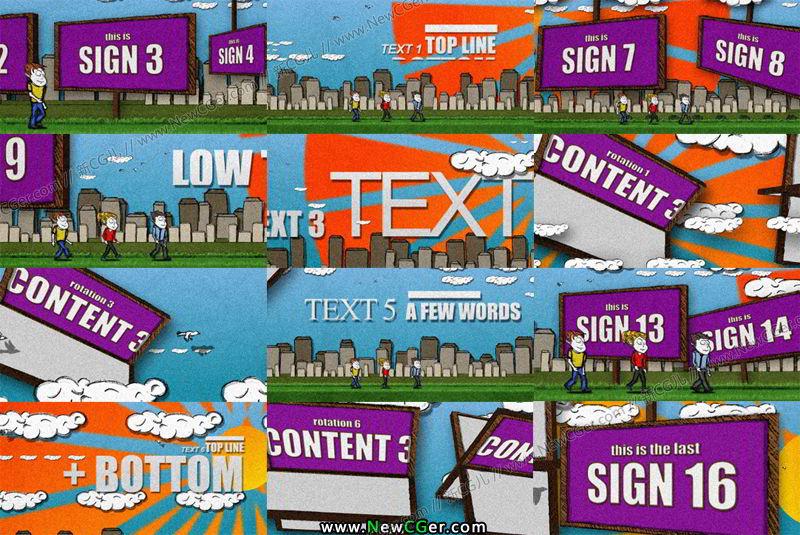 2
this is
SIGN 3
this is
SIGN 4
TEXT 1 TOP LINE
this is
SIGN 7
this is
SIGN 8
9
LOW T
EXT 3
TEXT
rotation 1
CONTENT 3
rotation 3
CONTENT 3
TEXT 5 A FEW WORDS
this is
SIGN 13
this is
SIGN 14
TEXT 6 TOP LINE
+ BOTTOM
rotation 6
CONTENT 3
CON
this is the last
SIGN 16
www.NewCGer.com